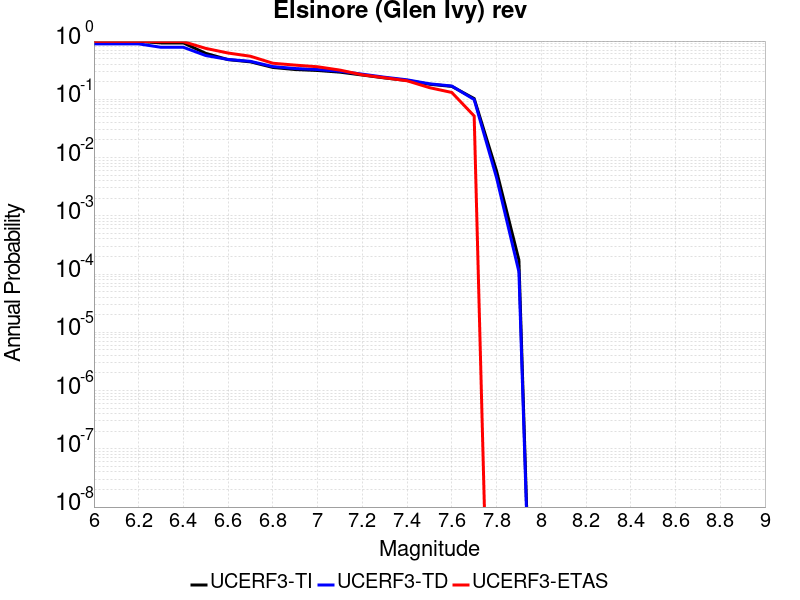 Elsinore (Glen Ivy) rev
10^0
10^-1
10^-2
10^-3
10^-4
10^-5
10^-6
10^-7
10^-8
Annual Probability
6 6.2 6.4 6.6 6.8 7 7.2 7.4 7.6 7.8 8 8.2 8.4 8.6 8.8 9
Magnitude
UCERF3-TI UCERF3-TD UCERF3-ETAS